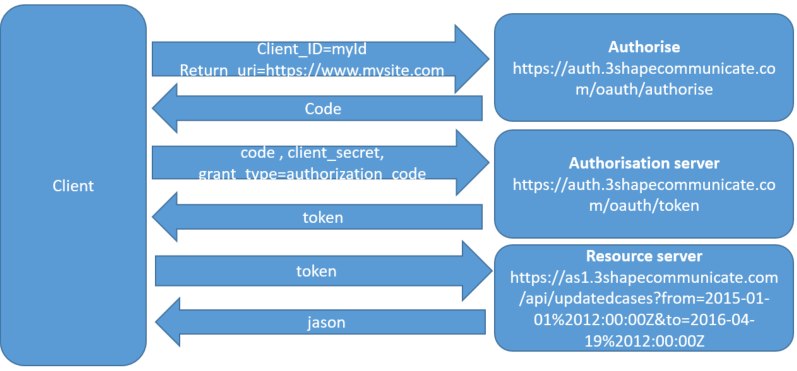 Client
Client_ID=myId
Return_uri=https://www.mysite.com
Authorise
https://auth.3shapecommunicate.co
m/oauth/authorise
Code
code , client_secret,
grant_type=authorization_code
Authorisation server
https://auth.3shapecommunicate.co
m/oauth/token
token
token
Resource server
https://as1.3shapecommunicate.com
/api/updatedcases?from=2015-01-
01%2012:00:00Z&to=2016-04-
19%2012:00:00Z
jason